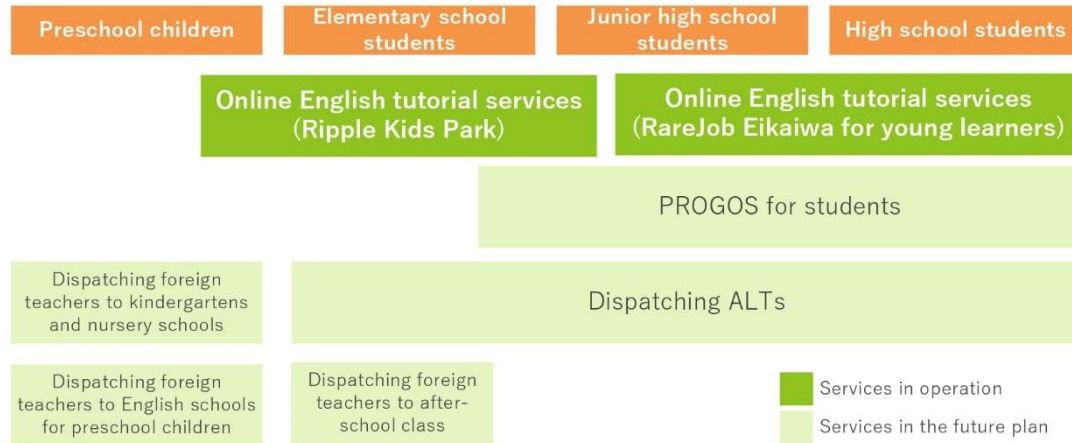 Preschool children
Elementary school
students
Junior high school
students
High school students
Online English tutorial services
(Ripple Kids Park)
Online English tutorial services
(RareJob Eikaiwa for young learners)
PROGOS for students
Dispatching foreign
teachers to kindergartens
and nursery schools
Dispatching ALTs
Dispatching foreign
teachers to English schools
for preschool children
Dispatching foreign
teachers to after-
school class
Services in operation
Services in the future plan